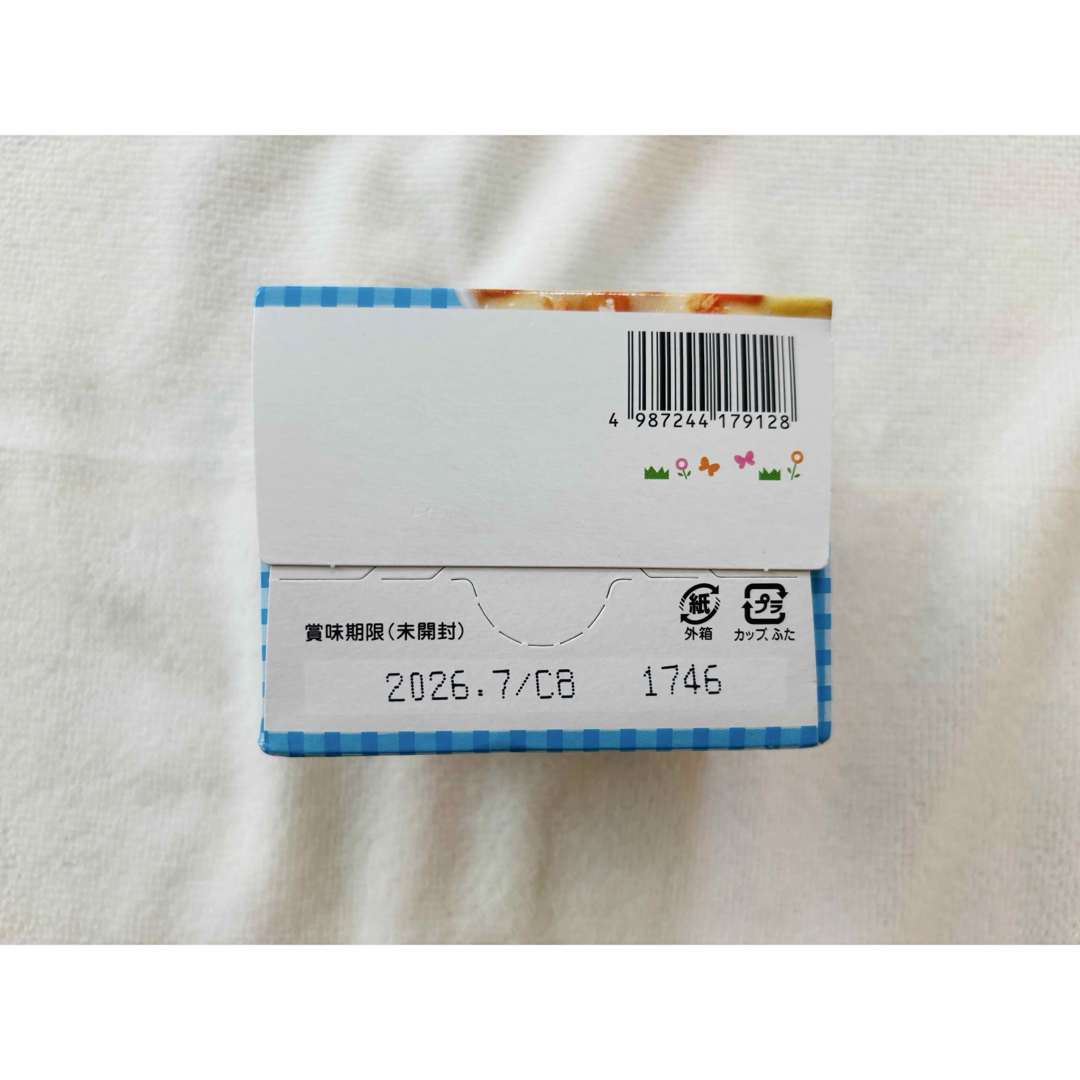 4 987244 179128
紙 プラ
外箱 カップ、ふた
賞味期限（未開封）
2026.7/C8 1746